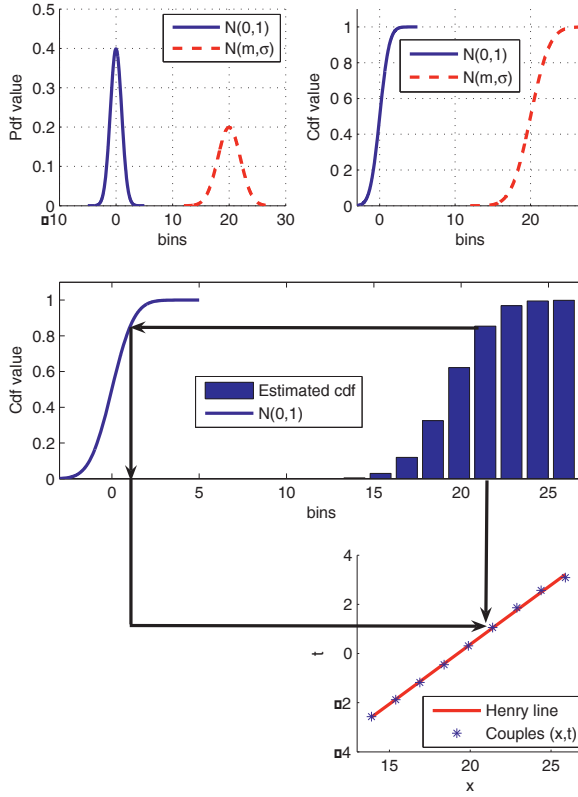 0.5
0.4
0.3
0.2
0.1
0
Pdf value
N(0,1)
N(m,σ)
10 0 10 20 30
bins
1
0.8
0.6
0.4
0.2
0
Cdf value
N(0,1)
N(m,σ)
0 10 20
bins
1
0.8
0.6
0.4
0.2
0
Cdf value
Estimated cdf
N(0,1)
0 5 10 15 20 25
bins
4
2
0
2
4
t
Henry line
Couples (x,t)
15 20 25
x